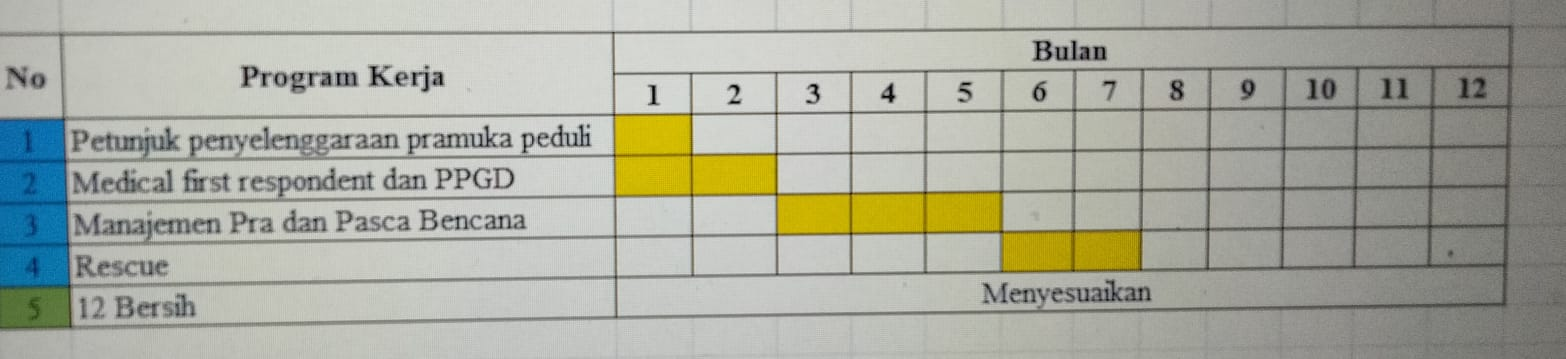 No Program Kerja Bulan
1 2 3 4 5 6 7 8 9 10 11 12
1 Petunjuk penyelenggaraan pramuka peduli
2 Medical first respondent dan PPGD
3 Manajemen Pra dan Pasca Bencana
4 Rescue
5 12 Bersih Menyesuaikan